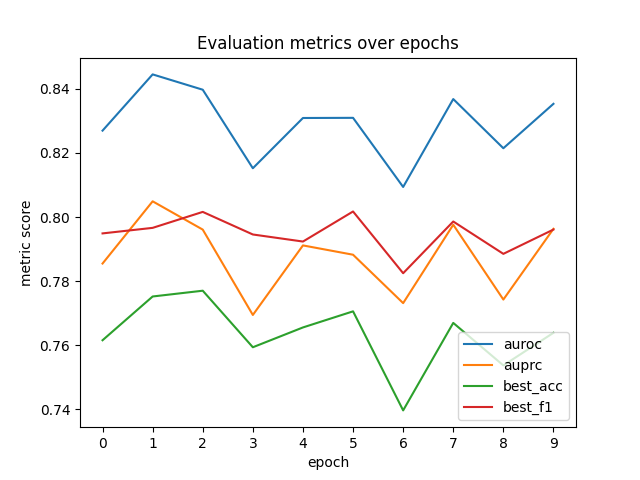 Evaluation metrics over epochs
metric score
0.84
0.82
0.80
0.78
0.76
0.74
auroc
auprc
best_acc
best_f1
0 1 2 3 4 5 6 7 8 9
epoch